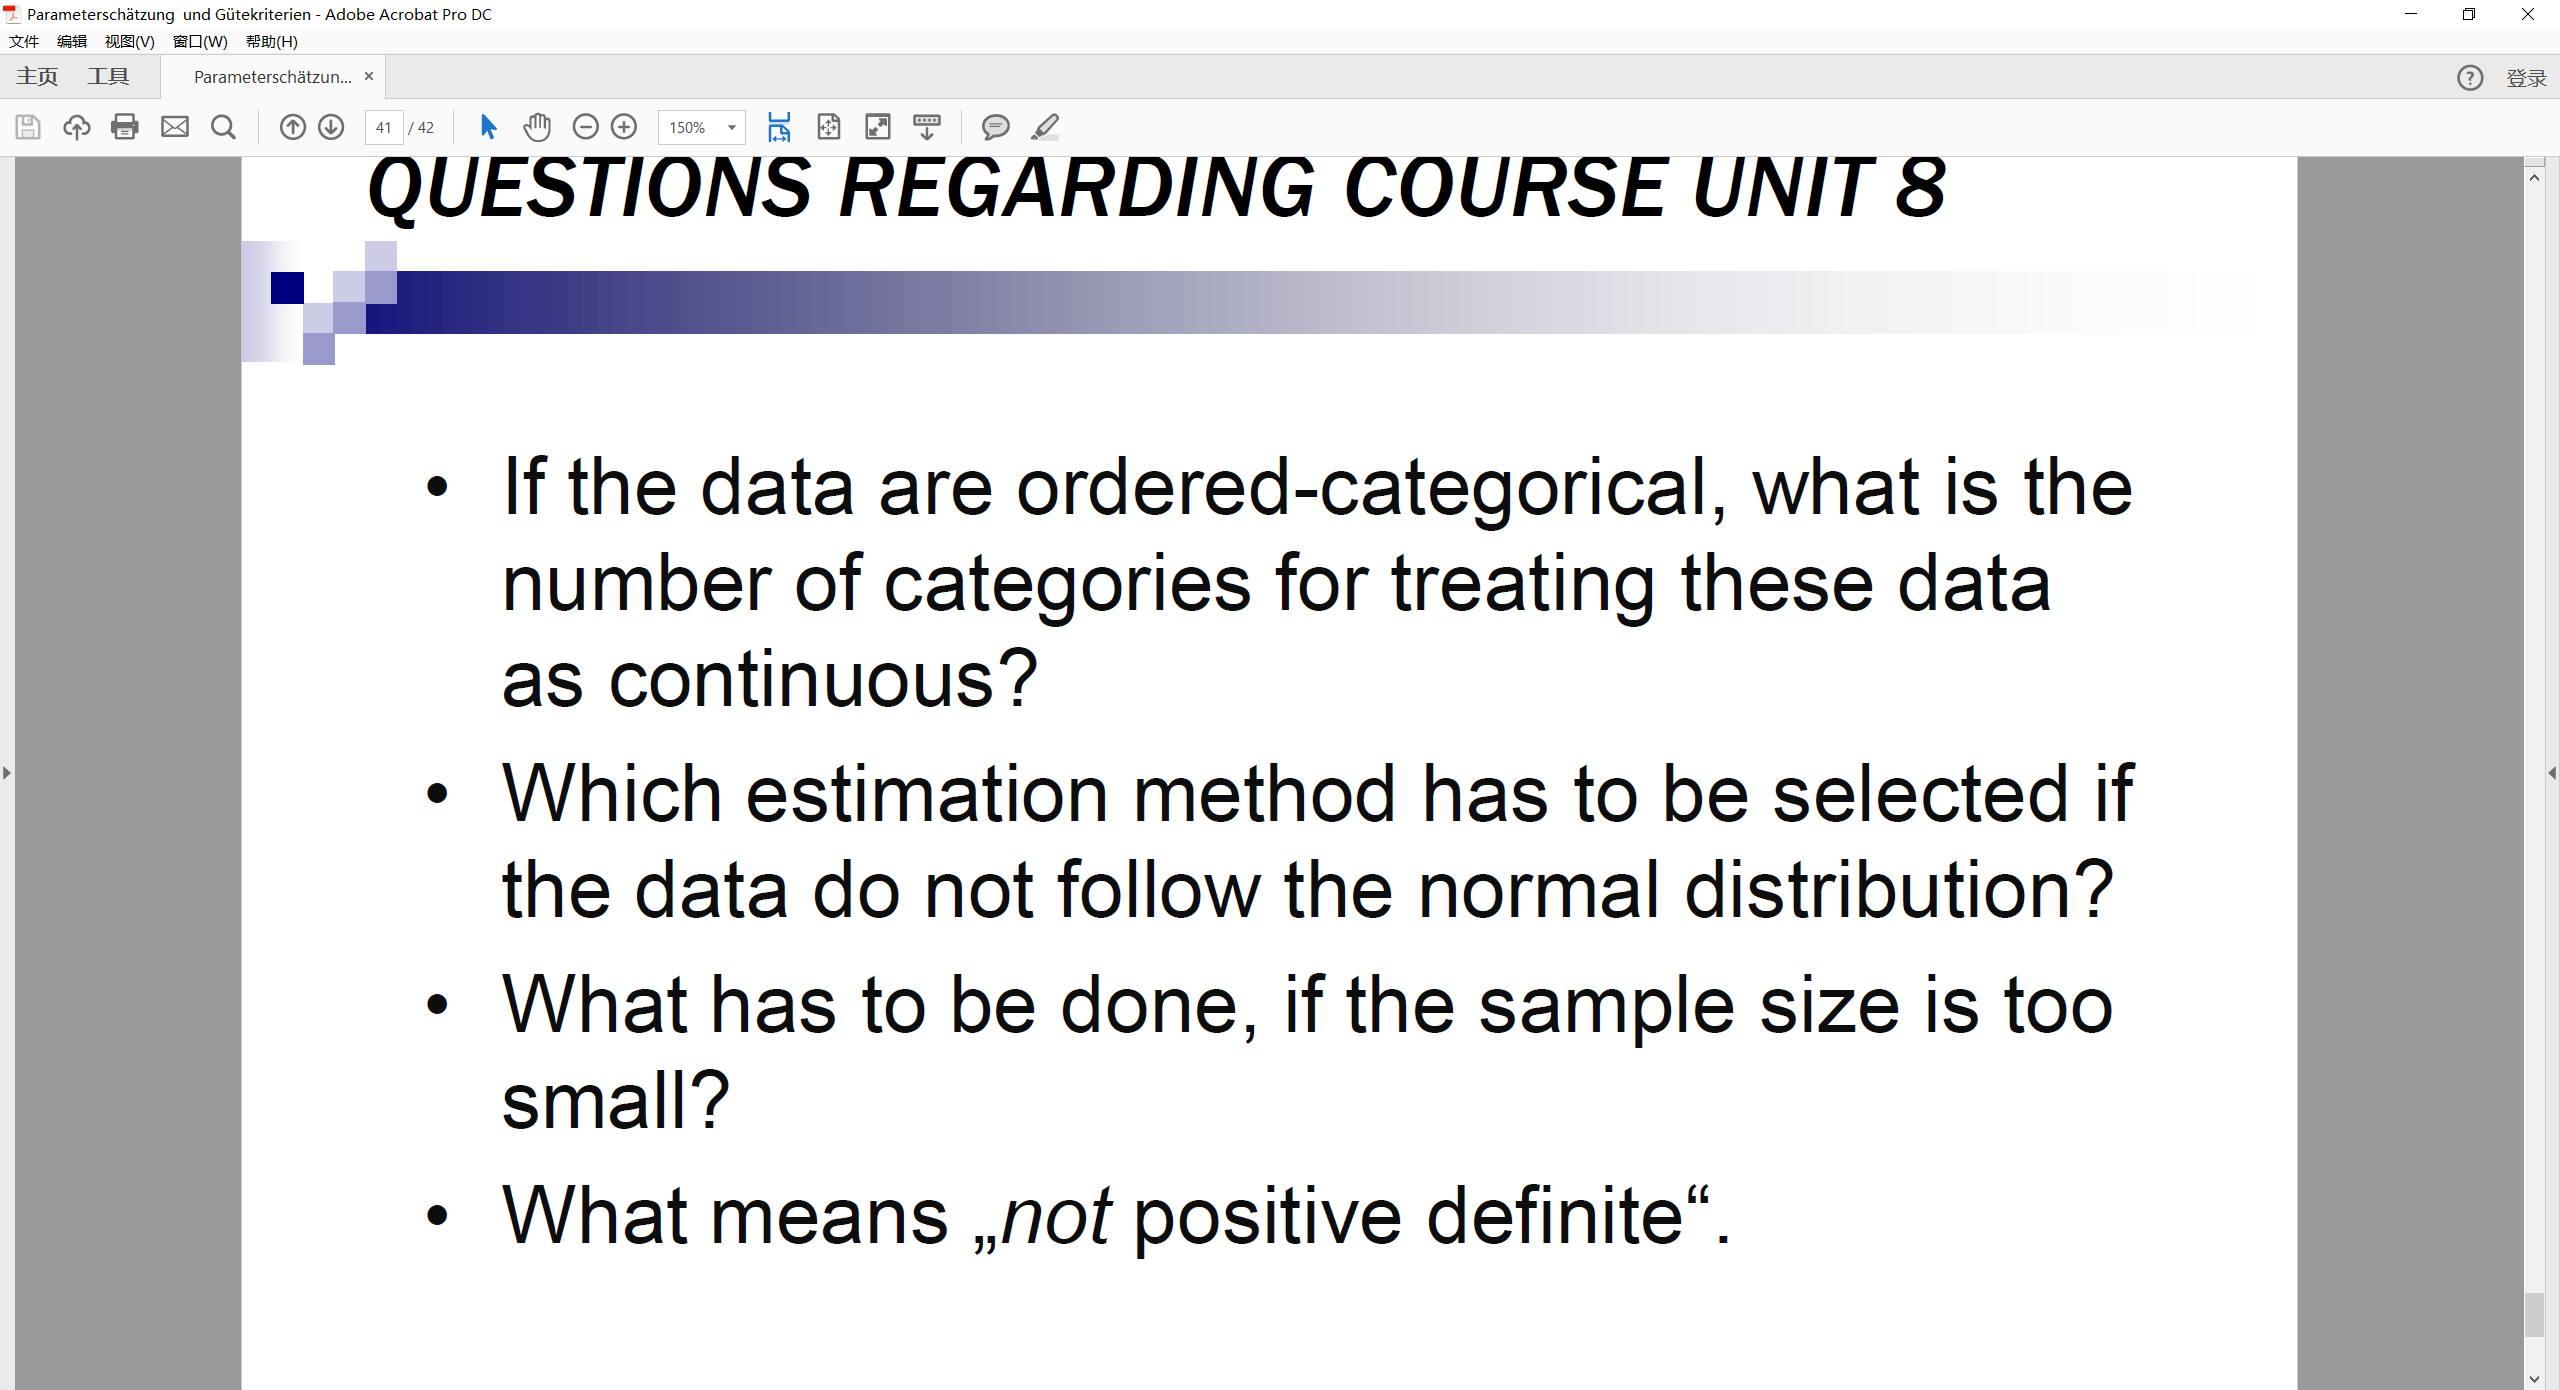 Parameterschätzung  und Gütekriterien - Adobe Acrobat Pro DC
文件 编辑 视图(V) 窗口(W) 帮助(H)
主页 工具 Parameterschätzun... × ? 登录
41 / 42 150%
QUESTIONS REGARDING COURSE UNIT 8
• If the data are ordered-categorical, what is the
number of categories for treating these data
as continuous?
• Which estimation method has to be selected if
the data do not follow the normal distribution?
• What has to be done, if the sample size is too
small?
• What means „not positive definite“.